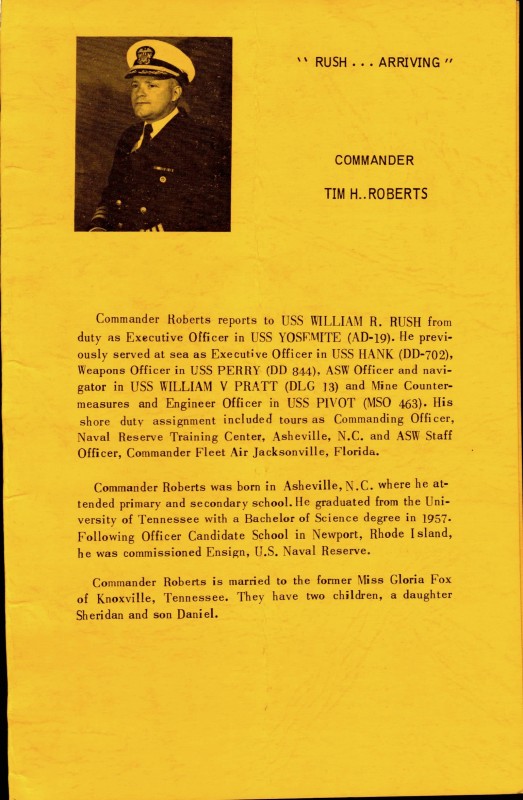 `` RUSH . . . ARRIVING "
COMMANDER
TIM H.. ROBERTS
Commander Roberts reports to USS WILLIAM R. RUSH from
duty as Executive Officer in USS YOSEMITE (AD-19). He previ-
ously served at sea as Executive Officer in USS HANK (DD-702),
Weapons Officer in USS PERRY (DD 844), ASW Officer and navi-
gator in USS WILLIAM V PRATT (DLG 13) and Mine Counter-
measures and Engineer Officer in USS PIVOT (MSO 463). His
shore duty assignment included tours as Commanding Officer,
Naval Reserve Training Center, Asheville, N.C. and ASW Staff
Officer, Commander Fleet Air Jacksonville, Florida.
Commander Roberts was born in Asheville, N.C. where he at-
tended primary and secondary school. He graduated from the Uni-
versity of Tennessee with a Bachelor of Science degree in 1957.
Following Officer Candidate School in Newport, Rhode Island,
he was commissioned Ensign, U.S. Naval Reserve.
Commander Roberts is married to the former Miss Gloria Fox
of Knoxville, Tennessee. They have two children, a daughter
Sheridan and son Daniel.